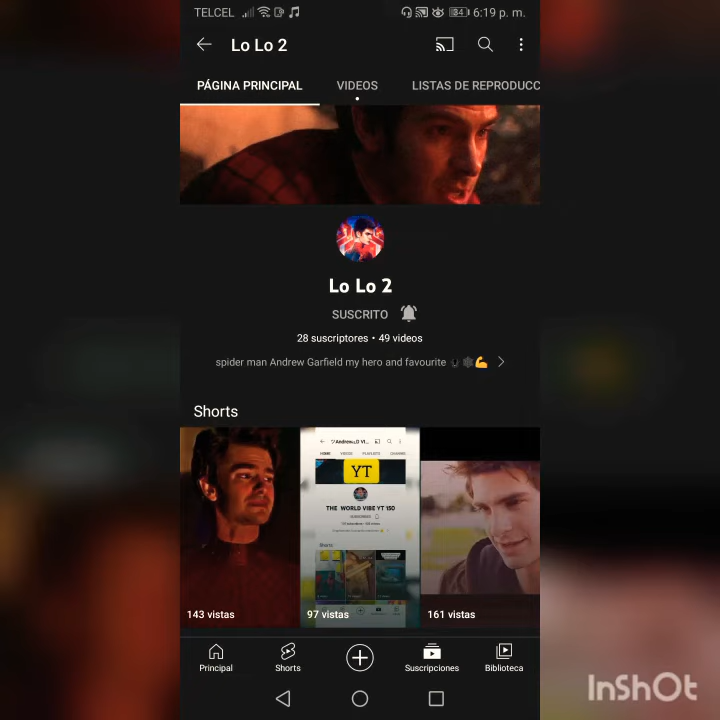 TELCEL 84 6:19 p. m.
Lo Lo 2
PÁGINA PRINCIPAL VIDEOS LISTAS DE REPRODUCC
Lo Lo 2
SUSCRITO
28 suscriptores • 49 videos
spider man Andrew Garfield my hero and favourite 🕷🕸💪
Shorts
YT
THE WORLD VIBE YT 150
Shorts
143 vistas 97 vistas 161 vistas
Principal Shorts Suscripciones Biblioteca
InShOt